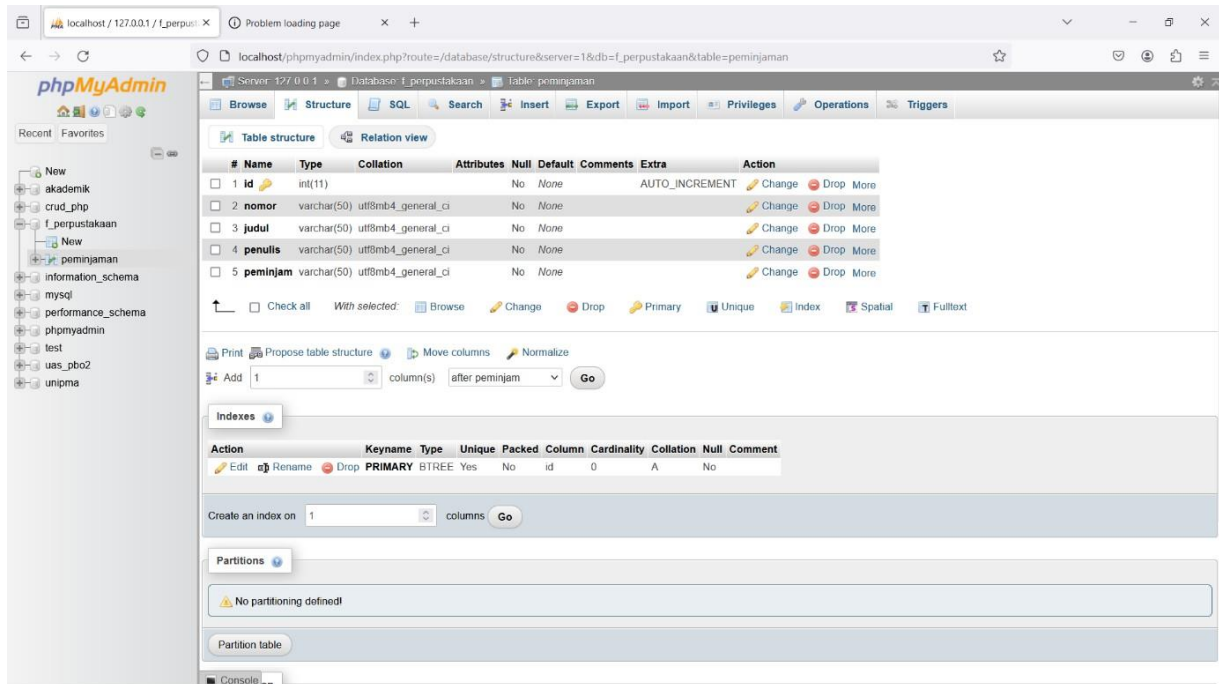 localhost / 127.0.0.1 / f_perpust
Problem loading page
localhost/phpmyadmin/index.php?route=/database/structure&server=1&db=f_perpustakaan&table=peminjaman
phpMyAdmin
Recent Favorites
New
akademik
crud_php
f_perpustakaan
New
peminjaman
information_schema
mysql
performance_schema
phpmyadmin
test
uas_pbo2
unipma
Server: 127.0.0.1 » Database: f_perpustakaan » Table: peminjaman
Browse Structure SQL Search Insert Export Import Privileges Operations Triggers
Table structure Relation view
# Name Type Collation Attributes Null Default Comments Extra Action
1 id int(11) No None AUTO_INCREMENT Change Drop More
2 nomor varchar(50) utf8mb4_general_ci No None Change Drop More
3 judul varchar(50) utf8mb4_general_ci No None Change Drop More
4 penulis varchar(50) utf8mb4_general_ci No None Change Drop More
5 peminjam varchar(50) utf8mb4_general_ci No None Change Drop More
Check all With selected: Browse Change Drop Primary Unique Index Spatial Fulltext
Print Propose table structure Move columns Normalize
Add 1 column(s) after peminjam Go
Indexes
Action Keyname Type Unique Packed Column Cardinality Collation Null Comment
Edit Rename Drop PRIMARY BTREE Yes No id 0 A No
Create an index on 1 columns Go
Partitions
No partitioning defined!
Partition table
Console